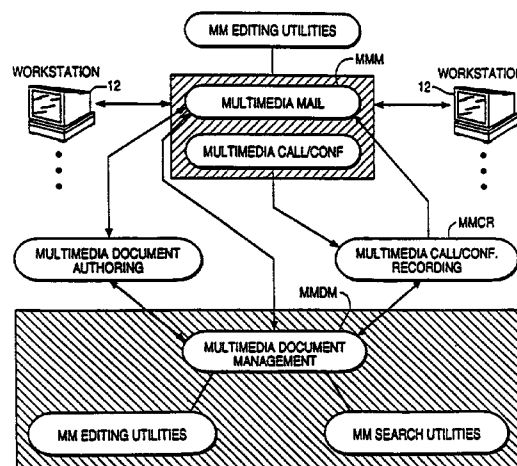 MM EDITING UTILITIES
MMM
WORKSTATION
12
WORKSTATION
12
MULTIMEDIA MAIL
MULTIMEDIA CALL/CONF
MMCR
MULTIMEDIA DOCUMENT
AUTHORING
MULTIMEDIA CALL/CONF.
RECORDING
MMDM
MULTIMEDIA DOCUMENT
MANAGEMENT
MM EDITING UTILITIES
MM SEARCH UTILITIES